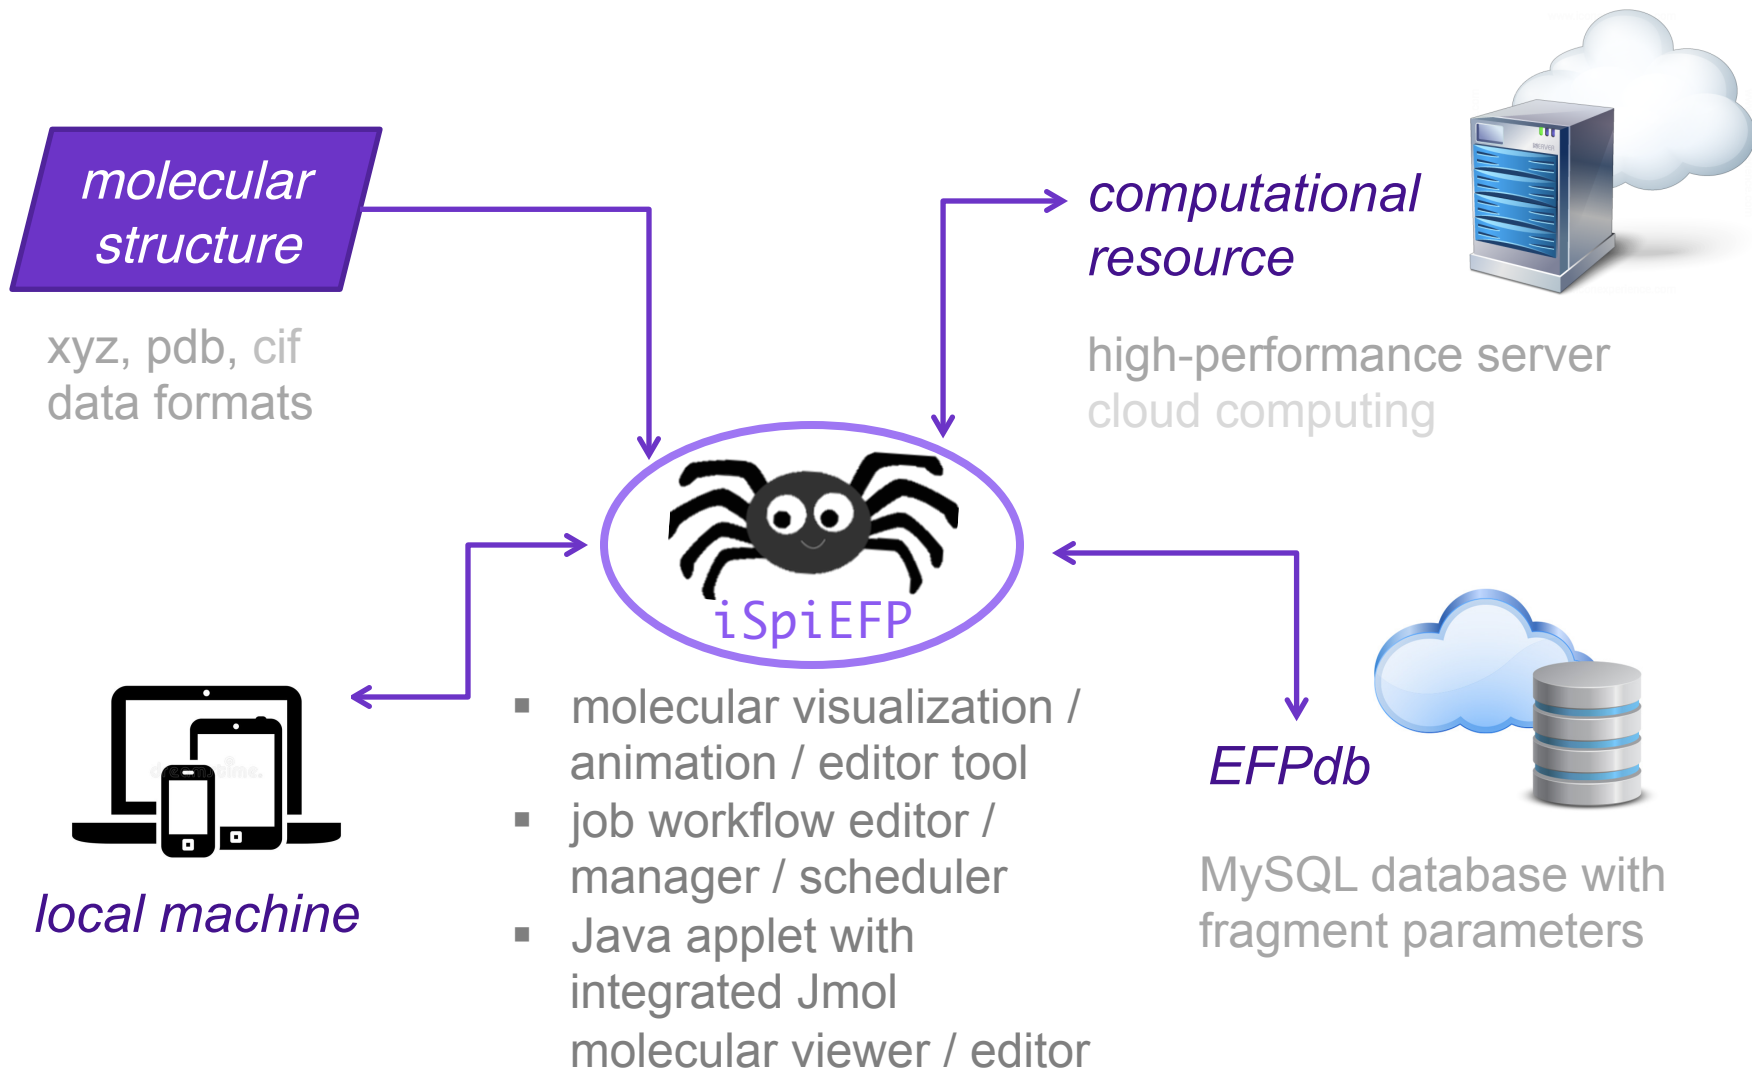 molecular
structure
xyz, pdb, cif
data formats
computational
resource
SERVER
high-performance server
cloud computing
iSpiEFP
dreamstime.
local machine
▪ molecular visualization /
animation / editor tool
▪ job workflow editor /
manager / scheduler
▪ Java applet with
integrated Jmol
molecular viewer / editor
EFPdb
MySQL database with
fragment parameters